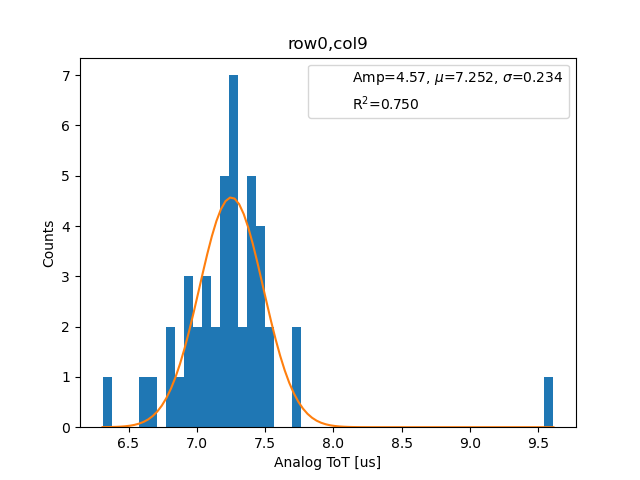 row0,col9
Amp=4.57, μ=7.252, σ=0.234
R²=0.750
7
6
5
4
3
2
1
0
Counts
6.5 7.0 7.5 8.0 8.5 9.0 9.5
Analog ToT [us]